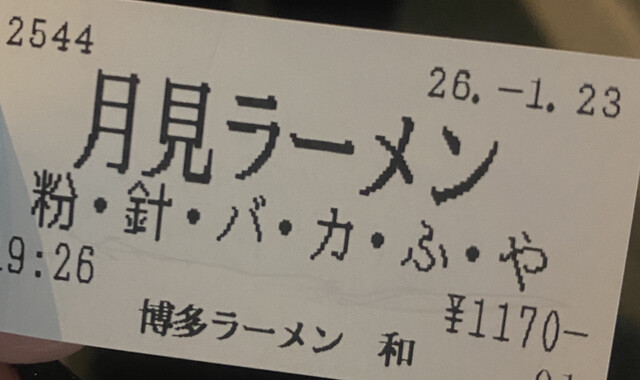 2544
26.-1.23
月見ラーメン
粉・針・バ・カ・ふ・や
19:26
¥1170-
博多ラーメン 和